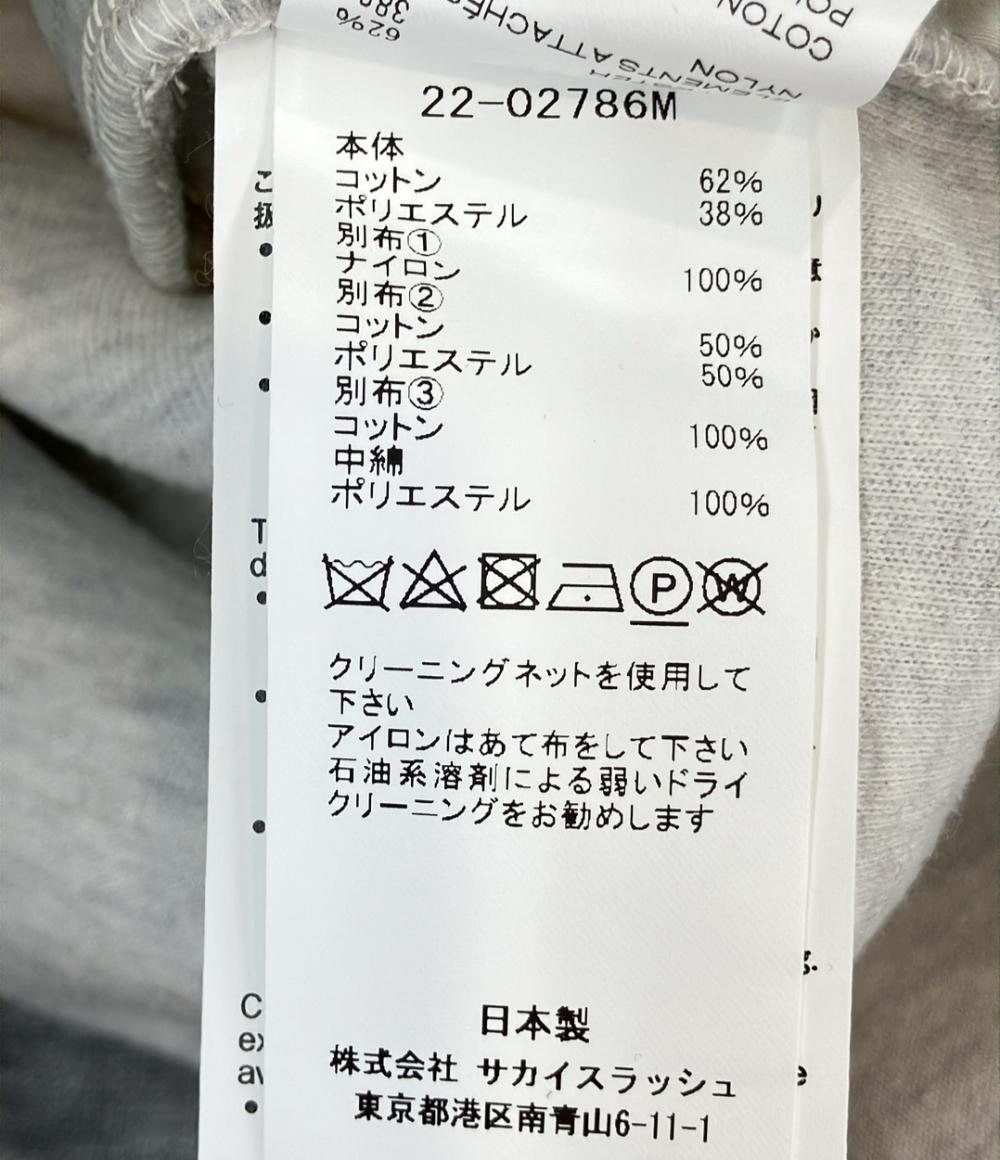 62%
38%
ATTACHÉS
ELEMENTS
NYLON
COTON
22-02786M
本体
コットン 62%
ポリエステル 38%
別布①
ナイロン 100%
別布②
コットン 50%
ポリエステル 50%
別布③
コットン 100%
中綿
ポリエステル 100%
P W
クリーニングネットを使用して
下さい
アイロンはあて布をして下さい
石油系溶剤による弱いドライ
クリーニングをお勧めします
日本製
株式会社 サカイスラッシュ
東京都港区南青山6-11-1